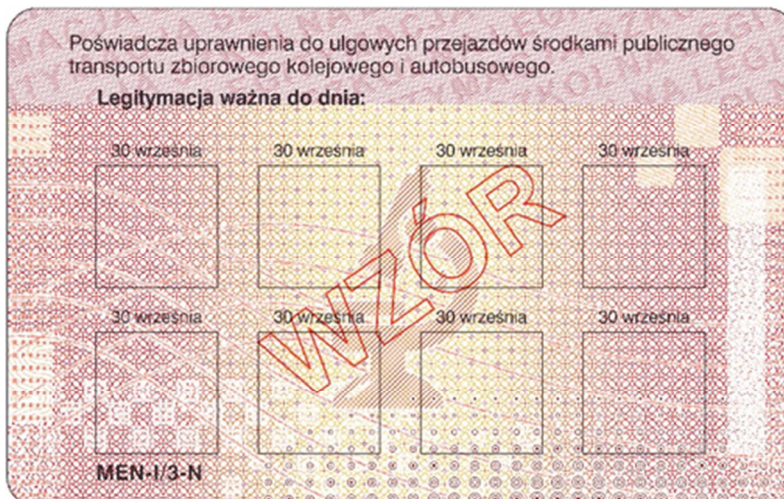 Poświadcza uprawnienia do ulgowych przejazdów środkami publicznego
transportu zbiorowego kolejowego i autobusowego.
Legitymacja ważna do dnia:
30 września 30 września 30 września 30 września
WZÓR
30 września 30 września 30 września 30 września
MEN-I/3-N